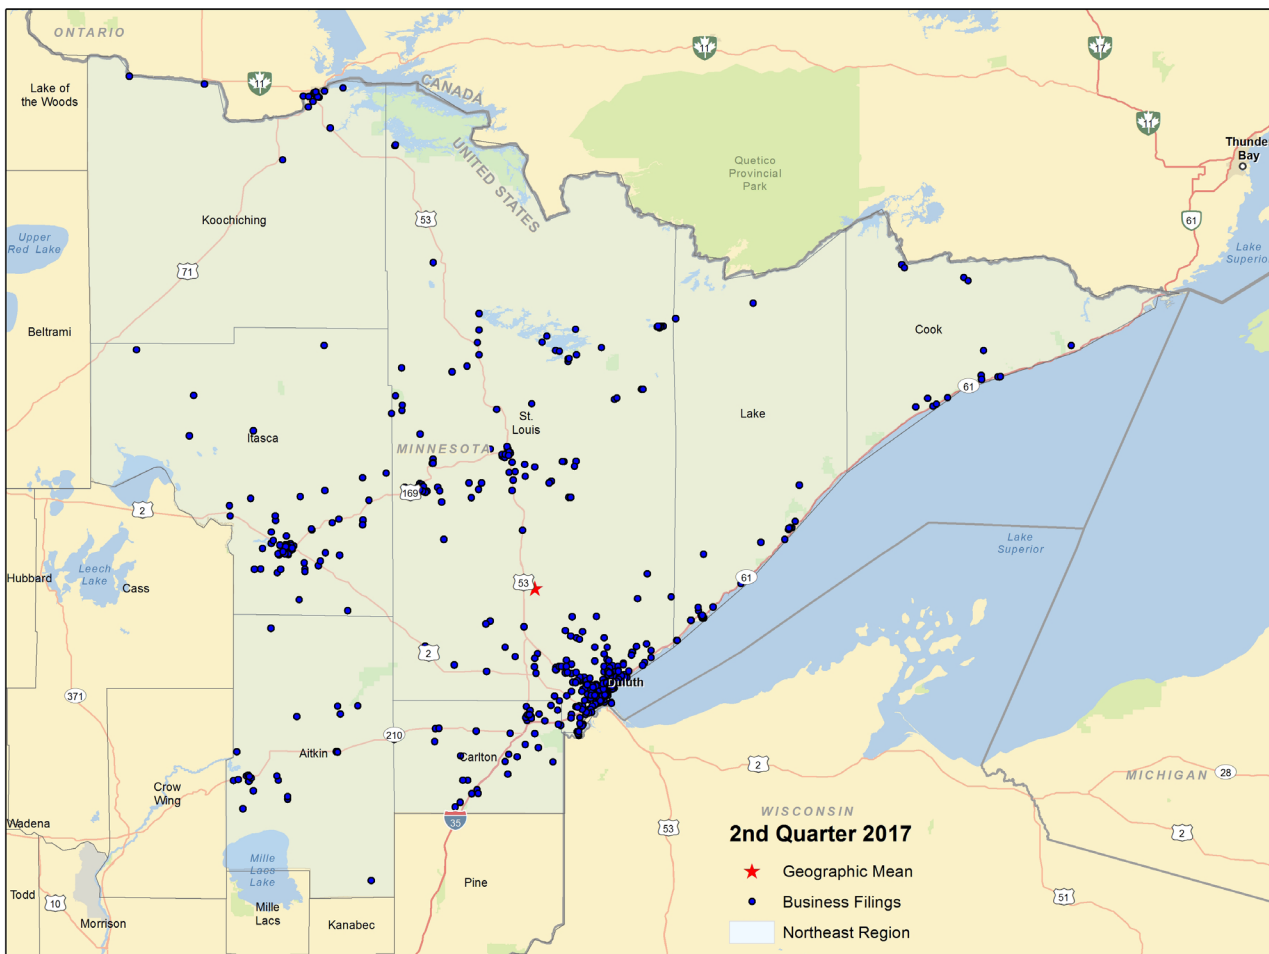 ONTARIO
11
17
Lake of
the Woods
11
CANADA
11
Thunde
Bay
UNITED STATES
Quetico
Provincial
Park
Koochiching
53
61
Upper
Red Lake
71
Lake
Superior
Beltrami
Cook
61
Lake
St.
Louis
Itasca
MINNESOTA
169
2
Lake
Superior
Leech
Lake
Hubbard
Cass
53
61
2
Duluth
371
210
Aitkin
Carlton
2
Crow
Wing
MICHIGAN
28
WISCONSIN
Wadena
35
53
2nd Quarter 2017
2
Mille
Lacs
Lake
Geographic Mean
Pine
Todd
10
Mille
Lacs
Business Filings
51
Morrison
Kanabec
Northeast Region